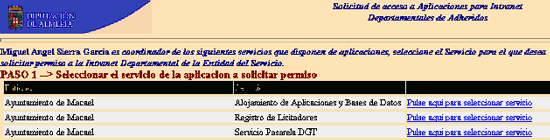 DIPUTACIÓN
DE ALMERÍA
Solicitud de acceso a Aplicaciones para Intranet
Departamentales de Adheridos
Miguel Angel Sierra García es coordinador de los siguientes servicios que disponen de aplicaciones, seleccione el Servicio para el que desea
solicitar permiso a la Intranet Departamental de la Entidad del Servicio.
PASO 1 --> Seleccionar el servicio de la aplicacion a solicitar permiso
Ayuntamiento de Macael Alojamiento de Aplicaciones y Bases de Datos Pulse aqui para seleccionar servicio
Ayuntamiento de Macael Registro de Licitadores Pulse aqui para seleccionar servicio
Ayuntamiento de Macael Servicio Pasarela DGT Pulse aqui para seleccionar servicio